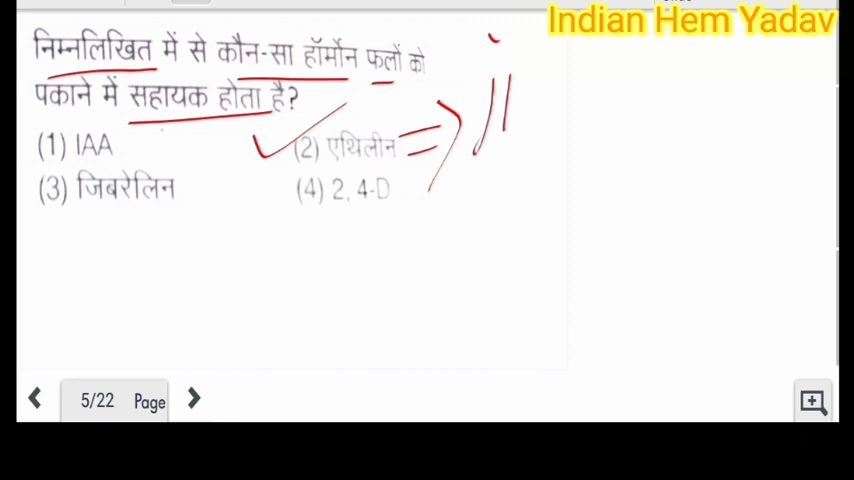 Indian Hem Yadav
निम्नलिखित में से कौन-सा हॉर्मोन फलों को
पकाने में सहायक होता है?
(1) IAA (2) एथिलीन
(3) जिबरेलिन (4) 2, 4-D
5/22 Page